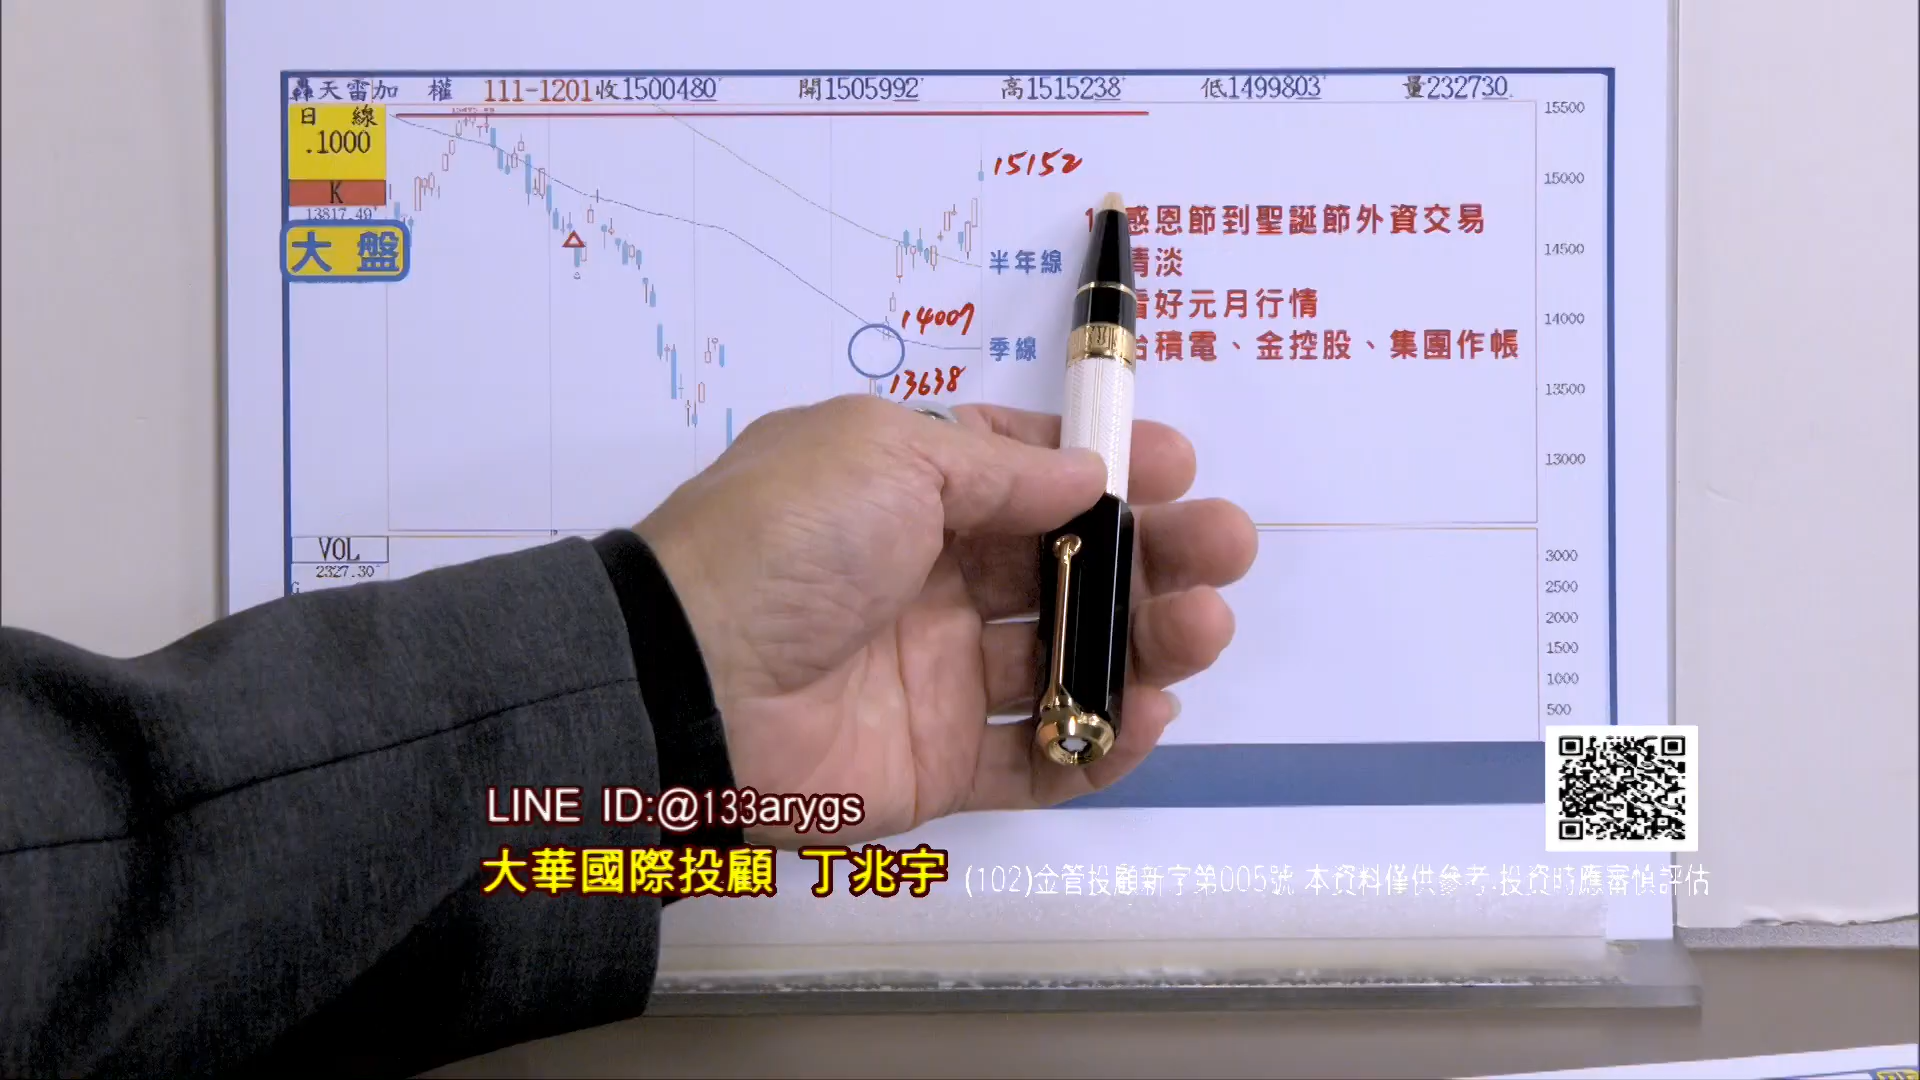 轟天雷加 權 111-1201收1500480 開1505992 高1515238 低1499803 量232730
日 線
.1000
K
13817.49
大 盤
15500
15000
14500
14000
13500
13000
15152
半年線
14007
季線
13638
感恩節到聖誕節外資交易
清淡
看好元月行情
台積電、金控股、集團作帳
VOL
2327.30
3000
2500
2000
1500
1000
500
LINE ID:@133arygs
大華國際投顧 丁兆宇 (102)金管投顧新字第005號 本資料僅供參考.投資時應審慎評估